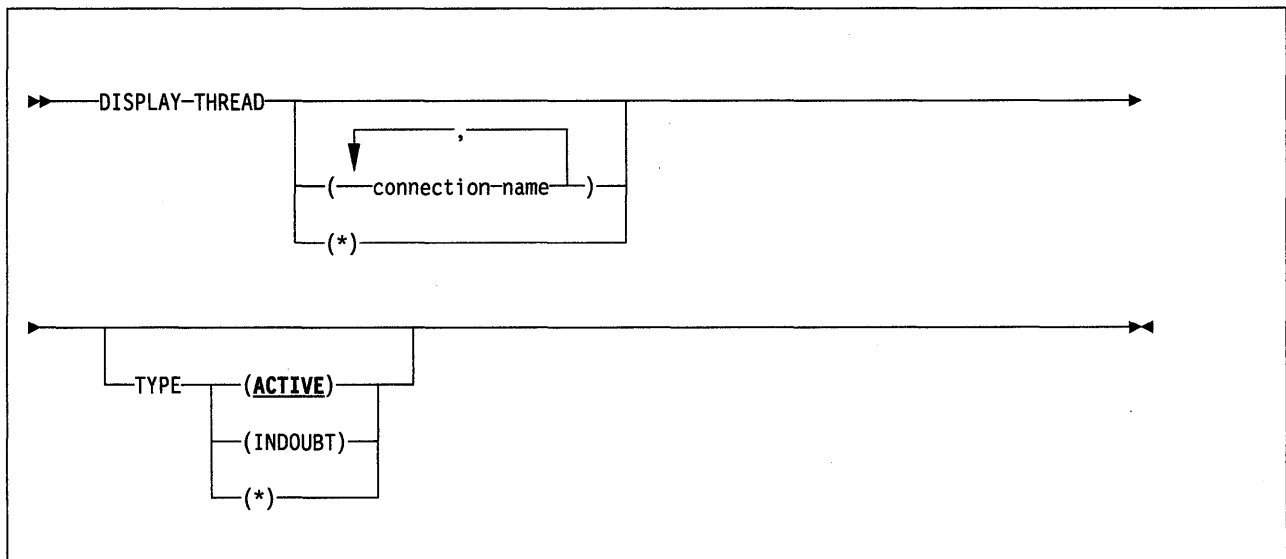 DISPLAY THREAD
,
(connection name)
(*)
TYPE (ACTIVE)
(INDOUBT)
(*)